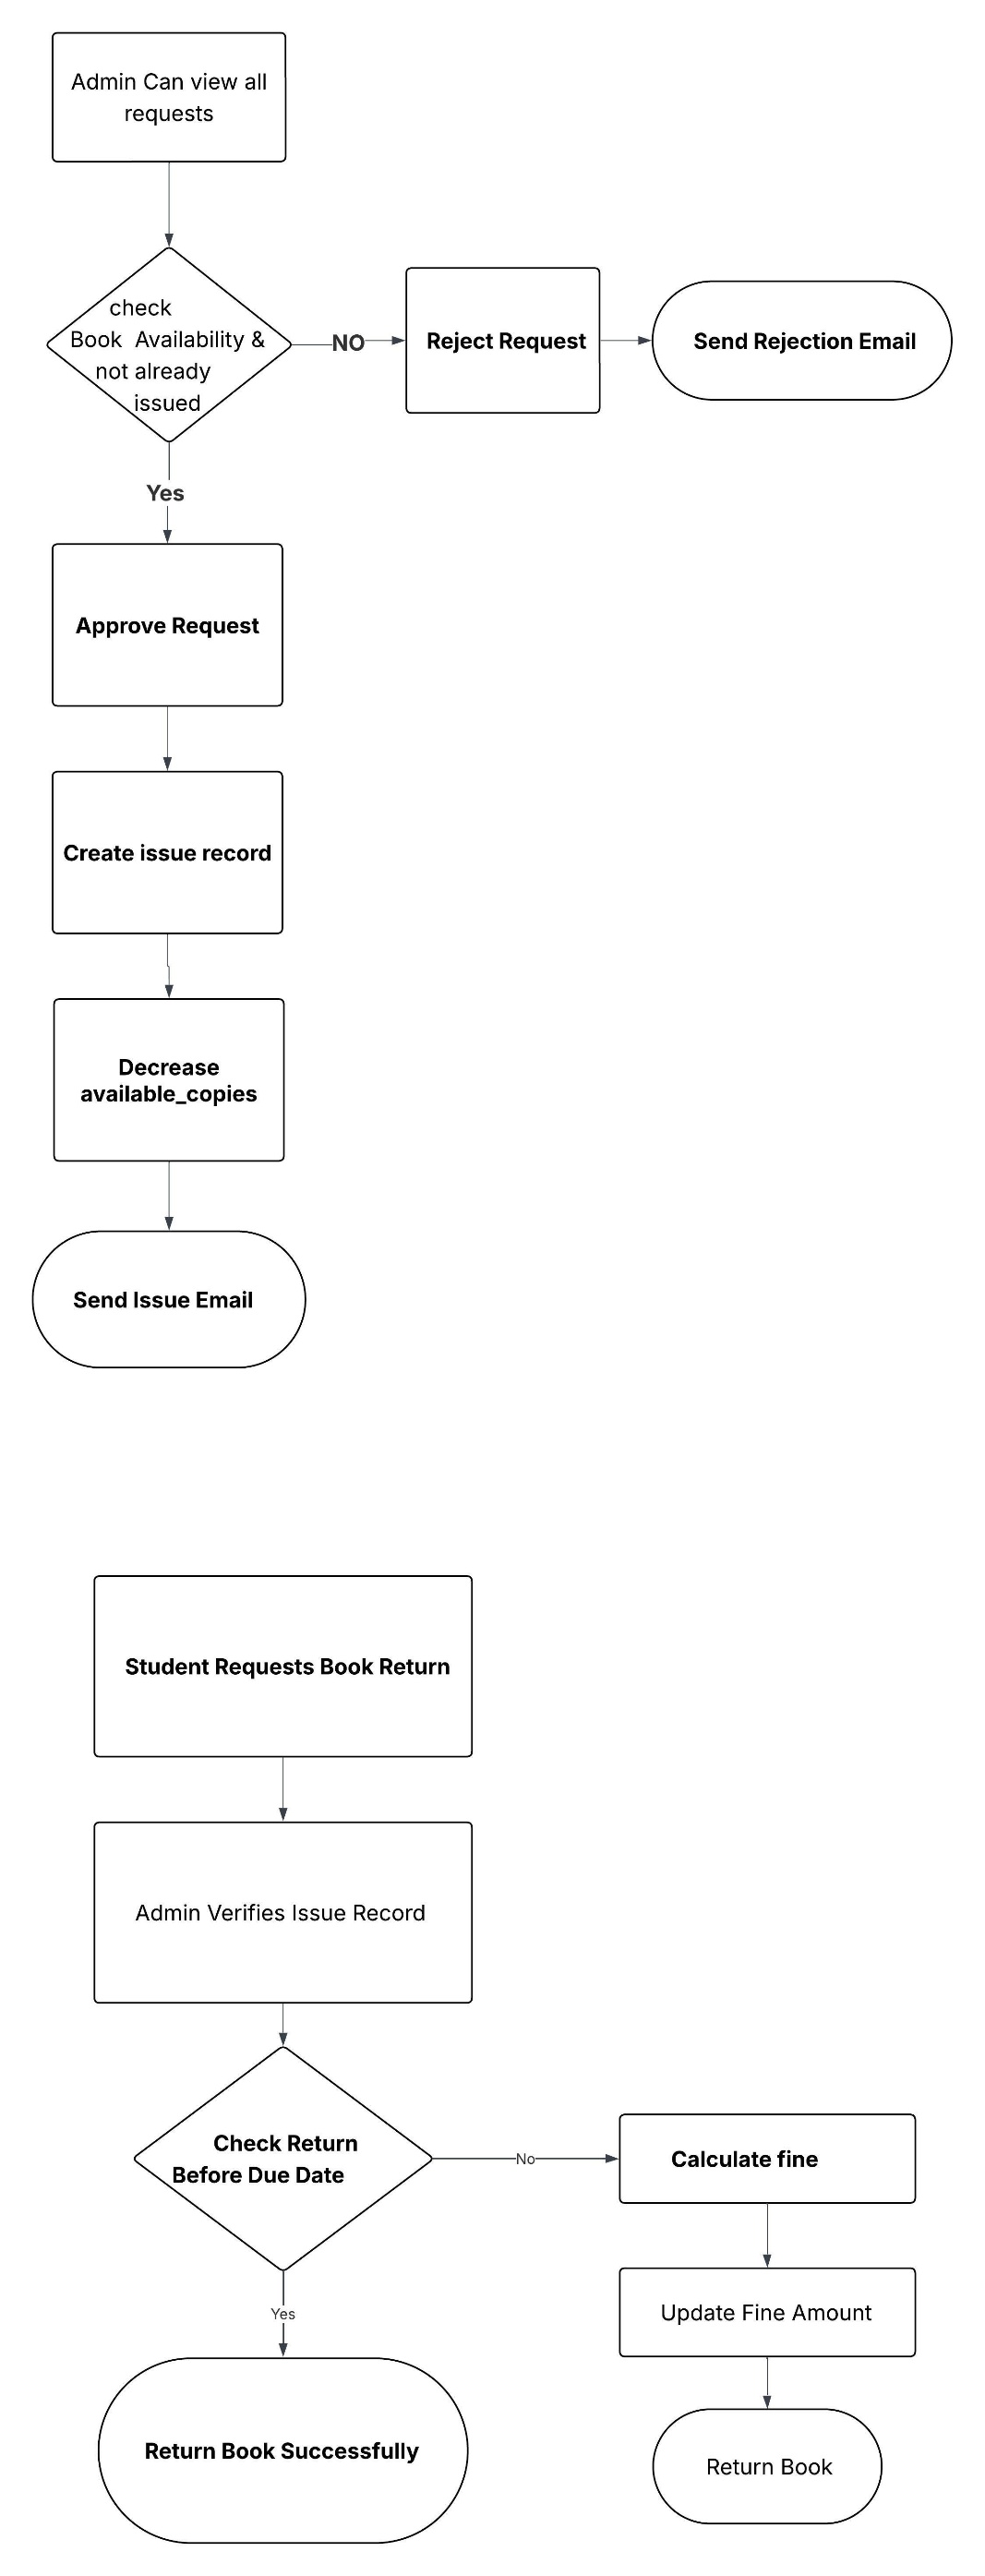 Admin Can view all
requests
check
Book  Availability &
not already
issued
NO
Reject Request
Send Rejection Email
Yes
Approve Request
Create issue record
Decrease
available_copies
Send Issue Email
Student Requests Book Return
Admin Verifies Issue Record
Check Return
Before Due Date
No
Calculate fine
Update Fine Amount
Yes
Return Book Successfully
Return Book